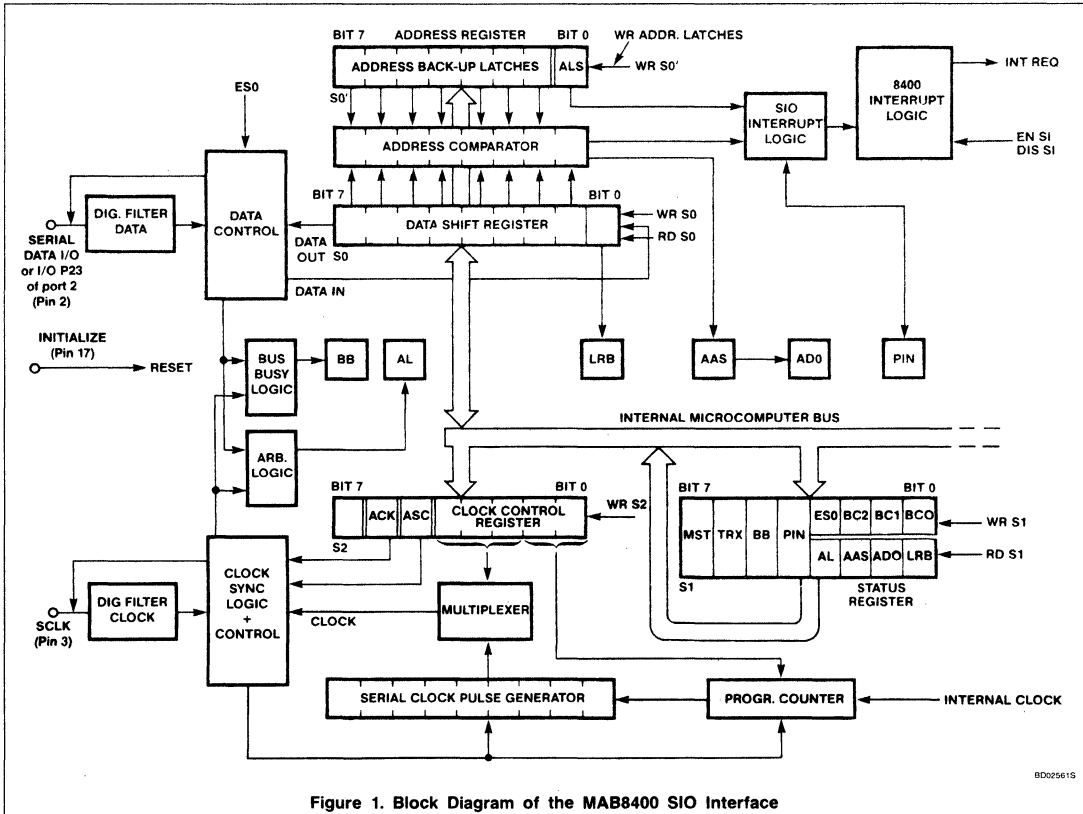 BIT 7 ADDRESS REGISTER BIT 0
WR ADDR. LATCHES
ADDRESS BACK-UP LATCHES ALS
WR S0'
S0'
ES0
INT REQ
8400
INTERRUPT
LOGIC
SIO
INTERRUPT
LOGIC
EN SI
DIS SI
ADDRESS COMPARATOR
BIT 7 BIT 0
DATA SHIFT REGISTER
WR S0
RD S0
DIG. FILTER
DATA
DATA
CONTROL
DATA
OUT S0
DATA IN
SERIAL
DATA I/O
or I/O P23
of port 2
(Pin 2)
INITIALIZE
(Pin 17)
RESET
BUS
BUSY
LOGIC
BB
AL
LRB
AAS
AD0
PIN
ARB.
LOGIC
INTERNAL MICROCOMPUTER BUS
BIT 7 BIT 0
ACK ASC CLOCK CONTROL
REGISTER
WR S2
S2
BIT 7 BIT 0
MST TRX BB PIN
ES0 BC2 BC1 BCO
AL AAS ADO LRB
WR S1
RD S1
S1
STATUS
REGISTER
CLOCK
SYNC
LOGIC
+
CONTROL
DIG FILTER
CLOCK
SCLK
(Pin 3)
CLOCK
MULTIPLEXER
SERIAL CLOCK PULSE GENERATOR
PROGR. COUNTER
INTERNAL CLOCK
BD02561S
Figure 1. Block Diagram of the MAB8400 SIO Interface